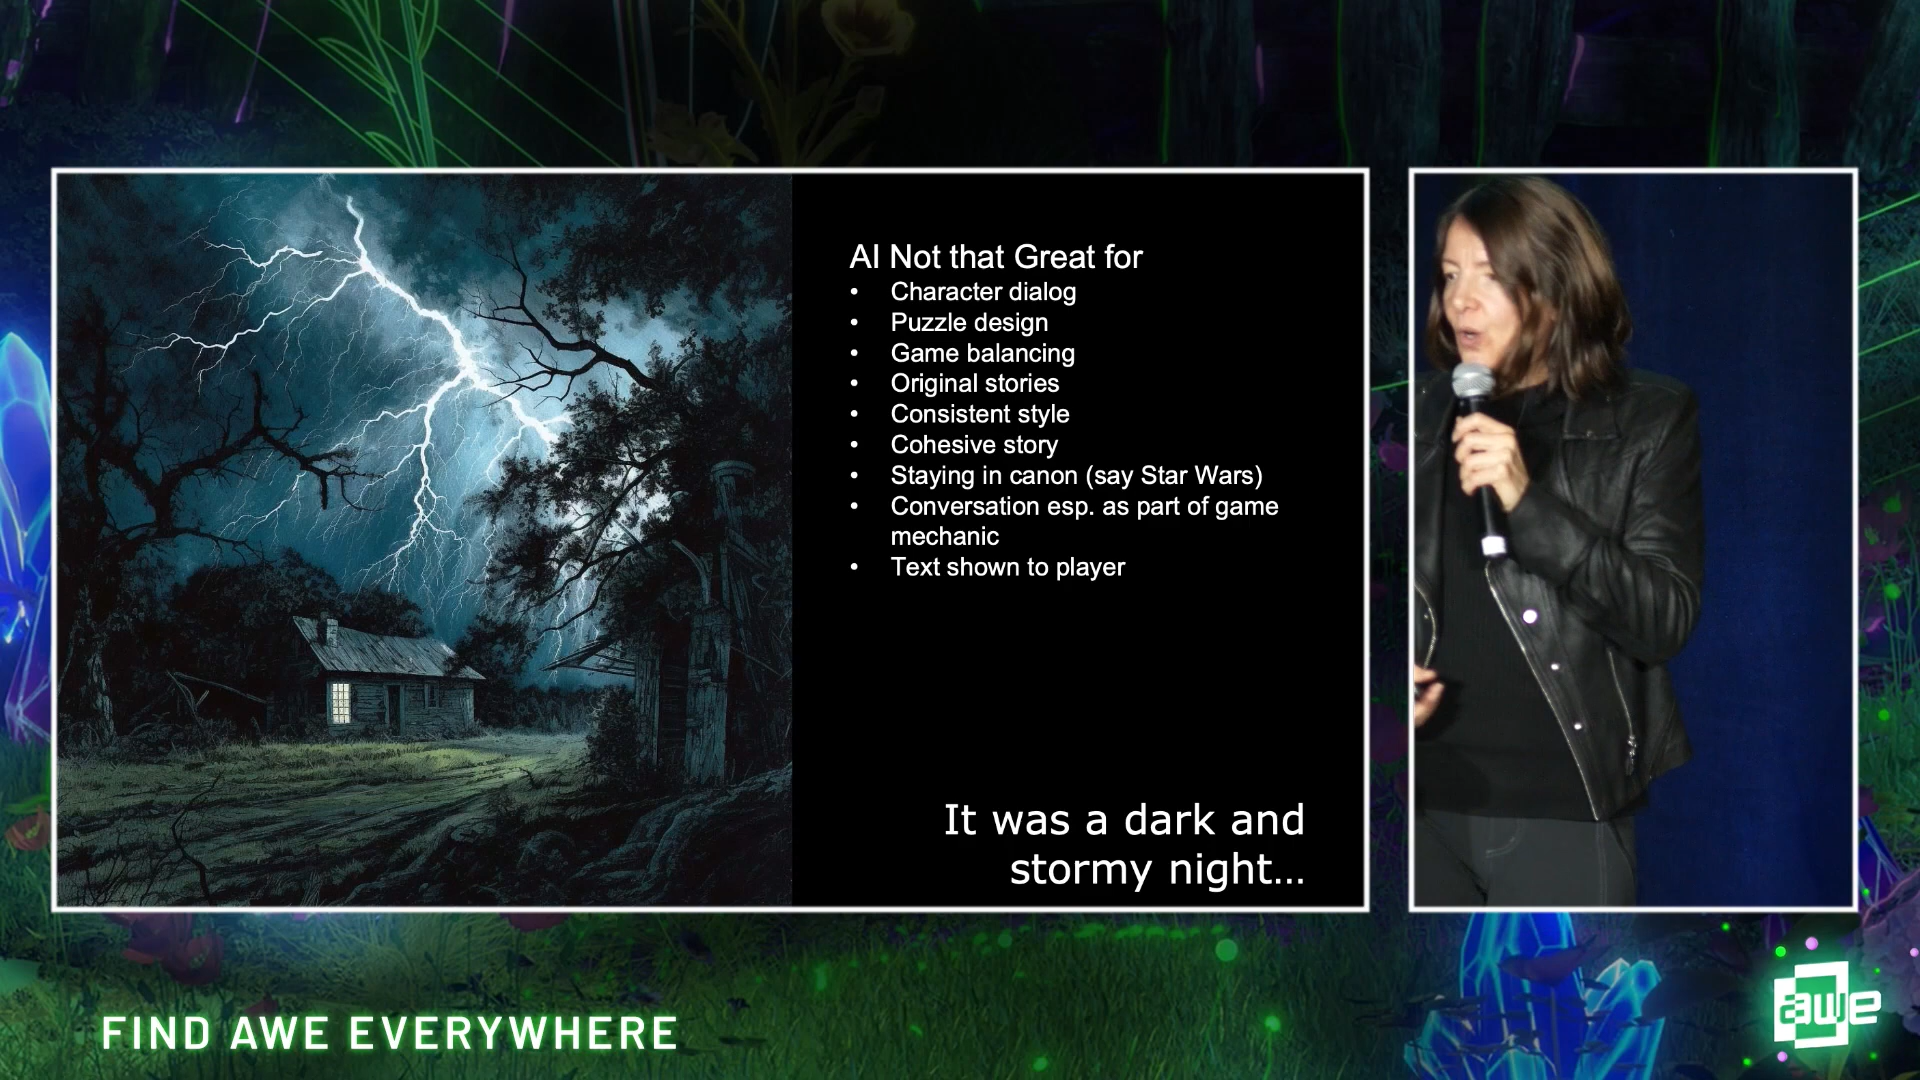 AI Not that Great for
• Character dialog
• Puzzle design
• Game balancing
• Original stories
• Consistent style
• Cohesive story
• Staying in canon (say Star Wars)
• Conversation esp. as part of game
mechanic
• Text shown to player
It was a dark and
stormy night...
FIND AWE EVERYWHERE
awe